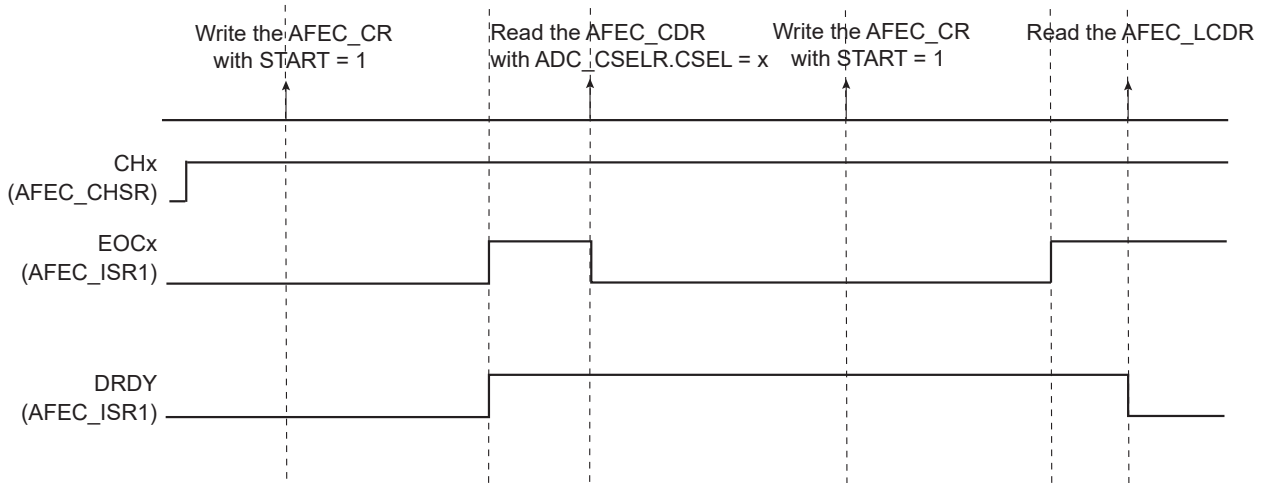 Write the AFEC_CR
with START = 1
Read the AFEC_CDR
with ADC_CSELR.CSEL = x
Write the AFEC_CR
with START = 1
Read the AFEC_LCDR
CHx
(AFEC_CHSR)
EOCx
(AFEC_ISR1)
DRDY
(AFEC_ISR1)